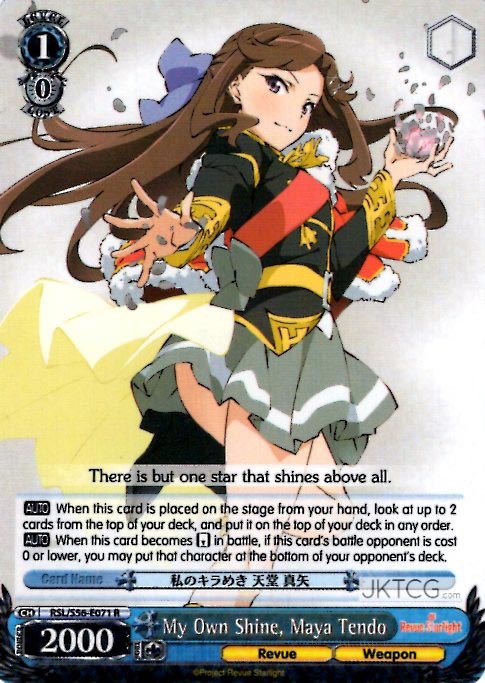 LEVEL
1
0
COST
There is but one star that shines above all.
AUTO When this card is placed on the stage from your hand, look at up to 2
cards from the top of your deck, and put it on the top of your deck in any order.
AUTO When this card becomes [ ] in battle, if this card's battle opponent is cost
0 or lower, you may put that character at the bottom of your opponent's deck.
Card Name
私のキラめき 天堂 真矢
JKTCG.com
CH RSL/S56-E071 R
POWER
2000
My Own Shine, Maya Tendo
Revue Starlight
Revue
Weapon
©Project Revue Starlight